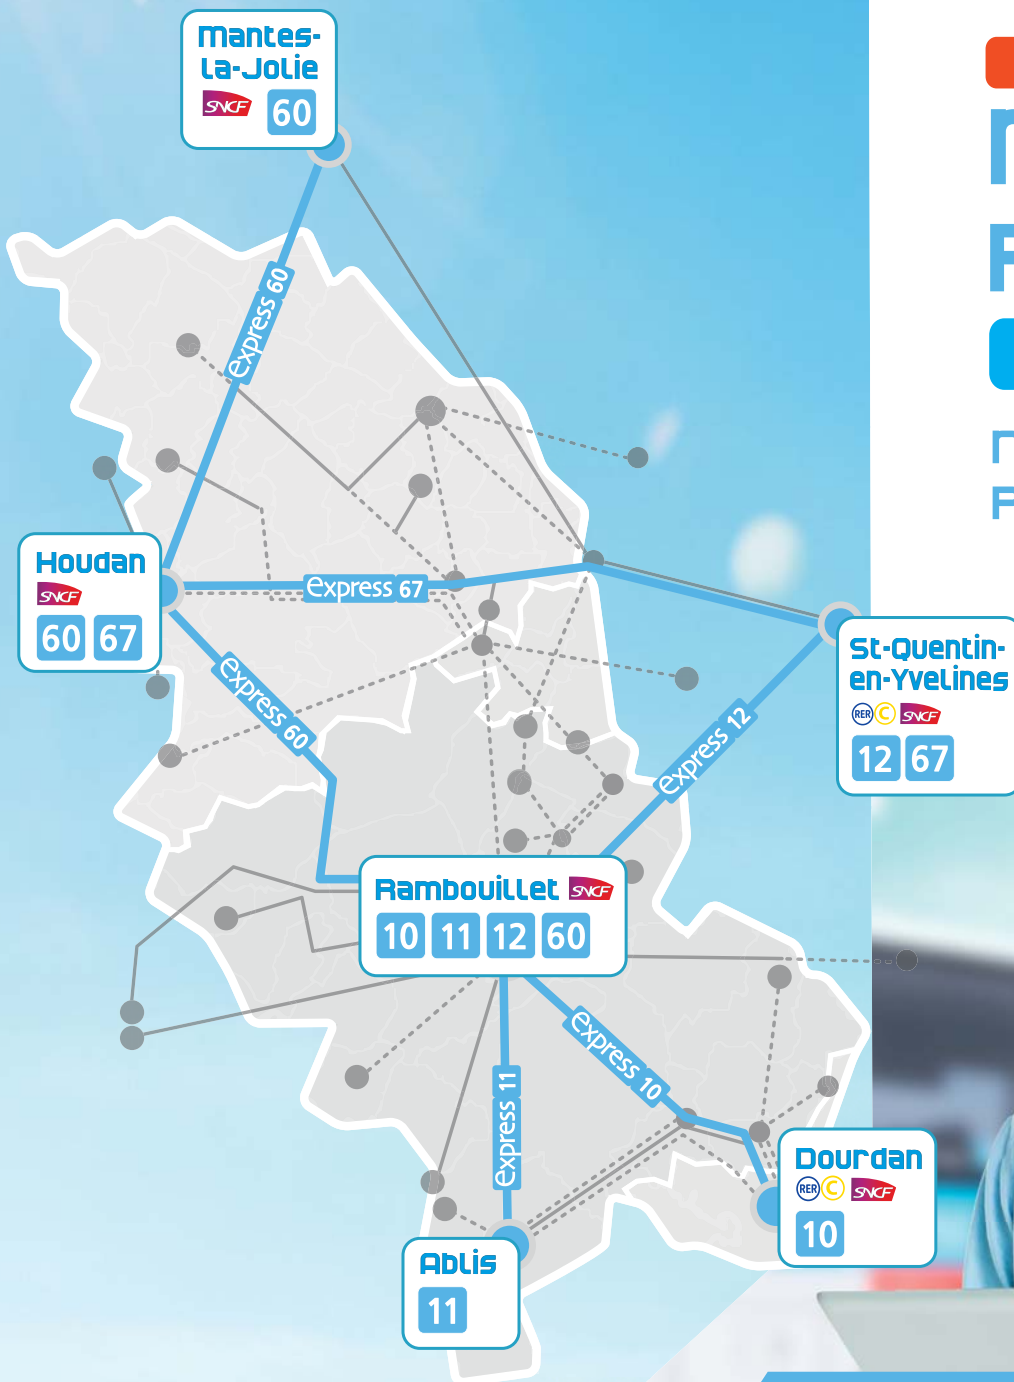 Mantes-
la-Jolie
SNCF 60
express 60
Houdan
SNCF
60 67
express 67
express 60
St-Quentin-
en-Yvelines
RER C SNCF
12 67
express 12
Rambouillet SNCF
10 11 12 60
express 10
express 11
Dourdan
RER C SNCF
10
Ablis
11